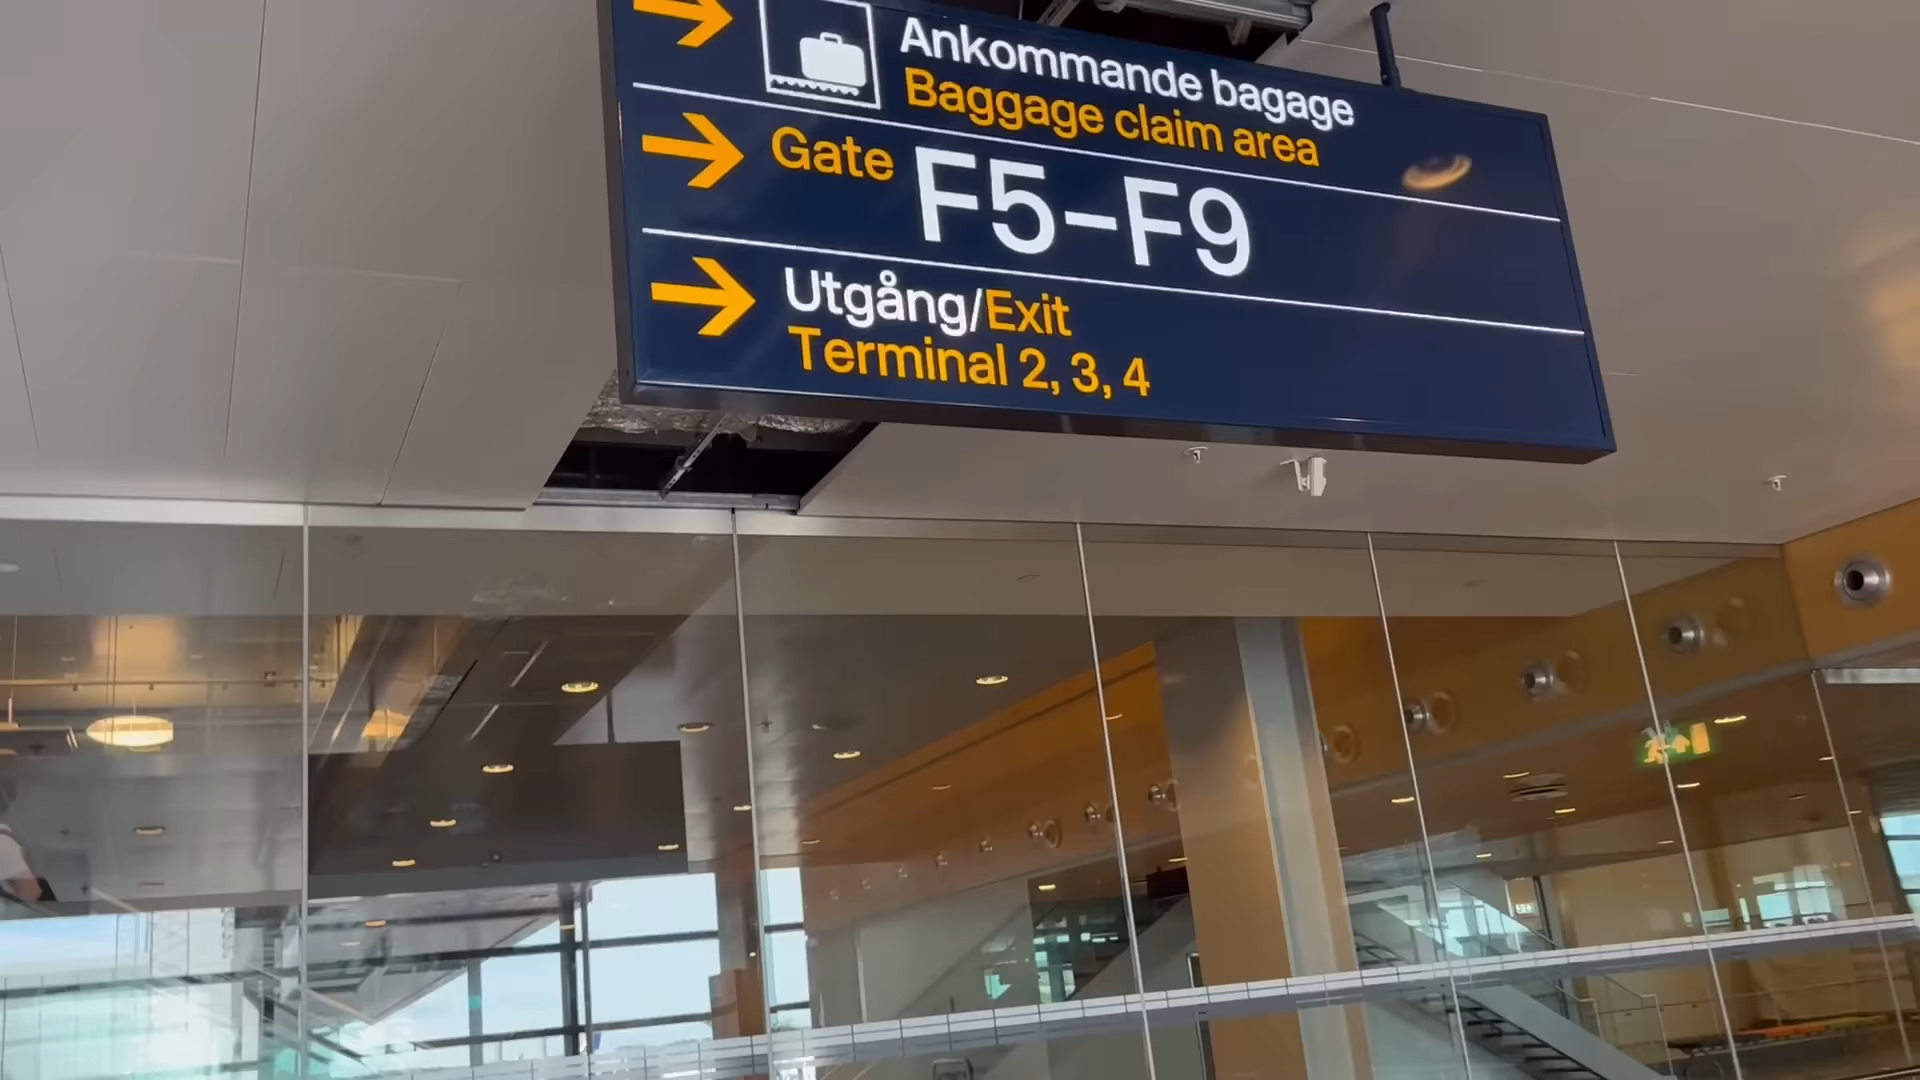 Ankommande bagage
Baggage claim area
Gate F5-F9
Utgång/Exit
Terminal 2, 3, 4